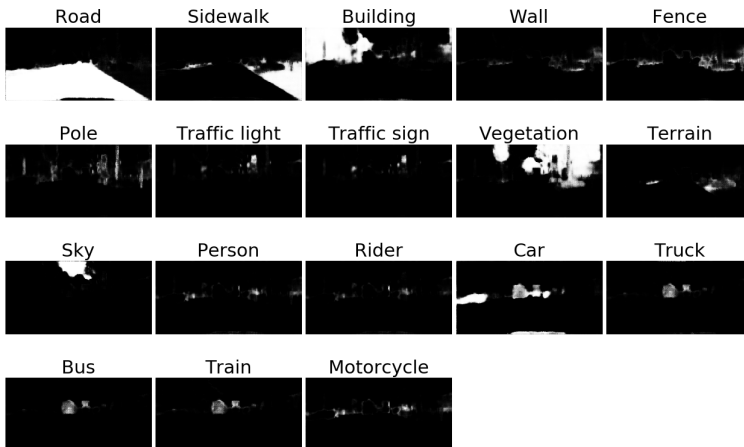 Road Sidewalk Building Wall Fence
Pole Traffic light Traffic sign Vegetation Terrain
Sky Person Rider Car Truck
Bus Train Motorcycle